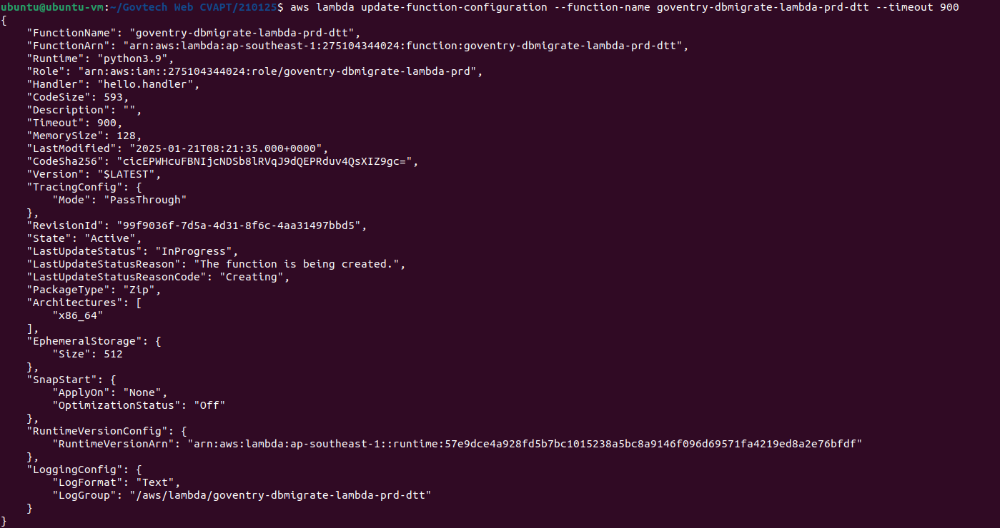 ubuntu@ubuntu-vm:~/Govtech Web CVAPT/210125$ aws lambda update-function-configuration --function-name goventry-dbmigrate-lambda-prd-dtt --timeout 900
{
    "FunctionName": "goventry-dbmigrate-lambda-prd-dtt",
    "FunctionArn": "arn:aws:lambda:ap-southeast-1:275104344024:function:goventry-dbmigrate-lambda-prd-dtt",
    "Runtime": "python3.9",
    "Role": "arn:aws:iam::275104344024:role/goventry-dbmigrate-lambda-prd",
    "Handler": "hello.handler",
    "CodeSize": 593,
    "Description": "",
    "Timeout": 900,
    "MemorySize": 128,
    "LastModified": "2025-01-21T08:21:35.000+0000",
    "CodeSha256": "cicEPWHcuFBNIjcNDSb8lRVqJ9dQEPRduv4QsXIZ9gc=",
    "Version": "$LATEST",
    "TracingConfig": {
        "Mode": "PassThrough"
    },
    "RevisionId": "99f9036f-7d5a-4d31-8f6c-4aa31497bbd5",
    "State": "Active",
    "LastUpdateStatus": "InProgress",
    "LastUpdateStatusReason": "The function is being created.",
    "LastUpdateStatusReasonCode": "Creating",
    "PackageType": "Zip",
    "Architectures": [
        "x86_64"
    ],
    "EphemeralStorage": {
        "Size": 512
    },
    "SnapStart": {
        "ApplyOn": "None",
        "OptimizationStatus": "Off"
    },
    "RuntimeVersionConfig": {
        "RuntimeVersionArn": "arn:aws:lambda:ap-southeast-1::runtime:57e9dce4a928fd5b7bc1015238a5bc8a9146f096d69571fa4219ed8a2e76bfdf"
    },
    "LoggingConfig": {
        "LogFormat": "Text",
        "LogGroup": "/aws/lambda/goventry-dbmigrate-lambda-prd-dtt"
    }
}